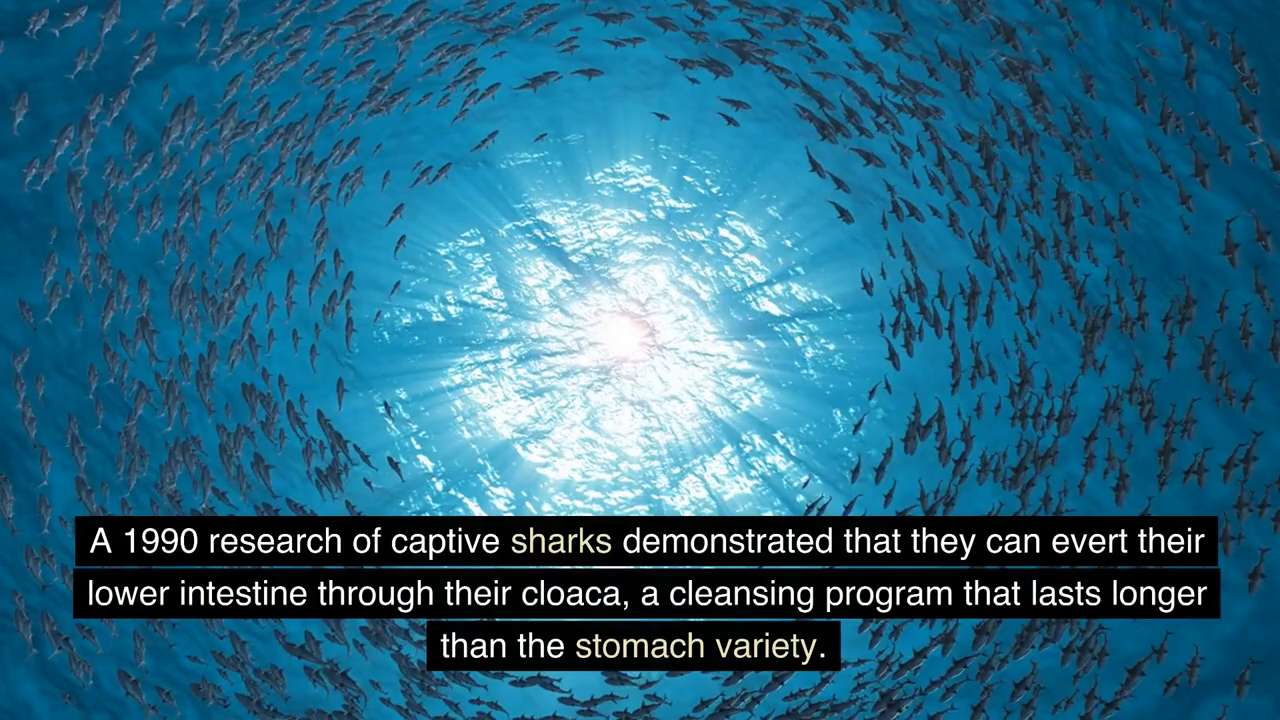 A 1990 research of captive sharks demonstrated that they can evert their
lower intestine through their cloaca, a cleansing program that lasts longer
than the stomach variety.